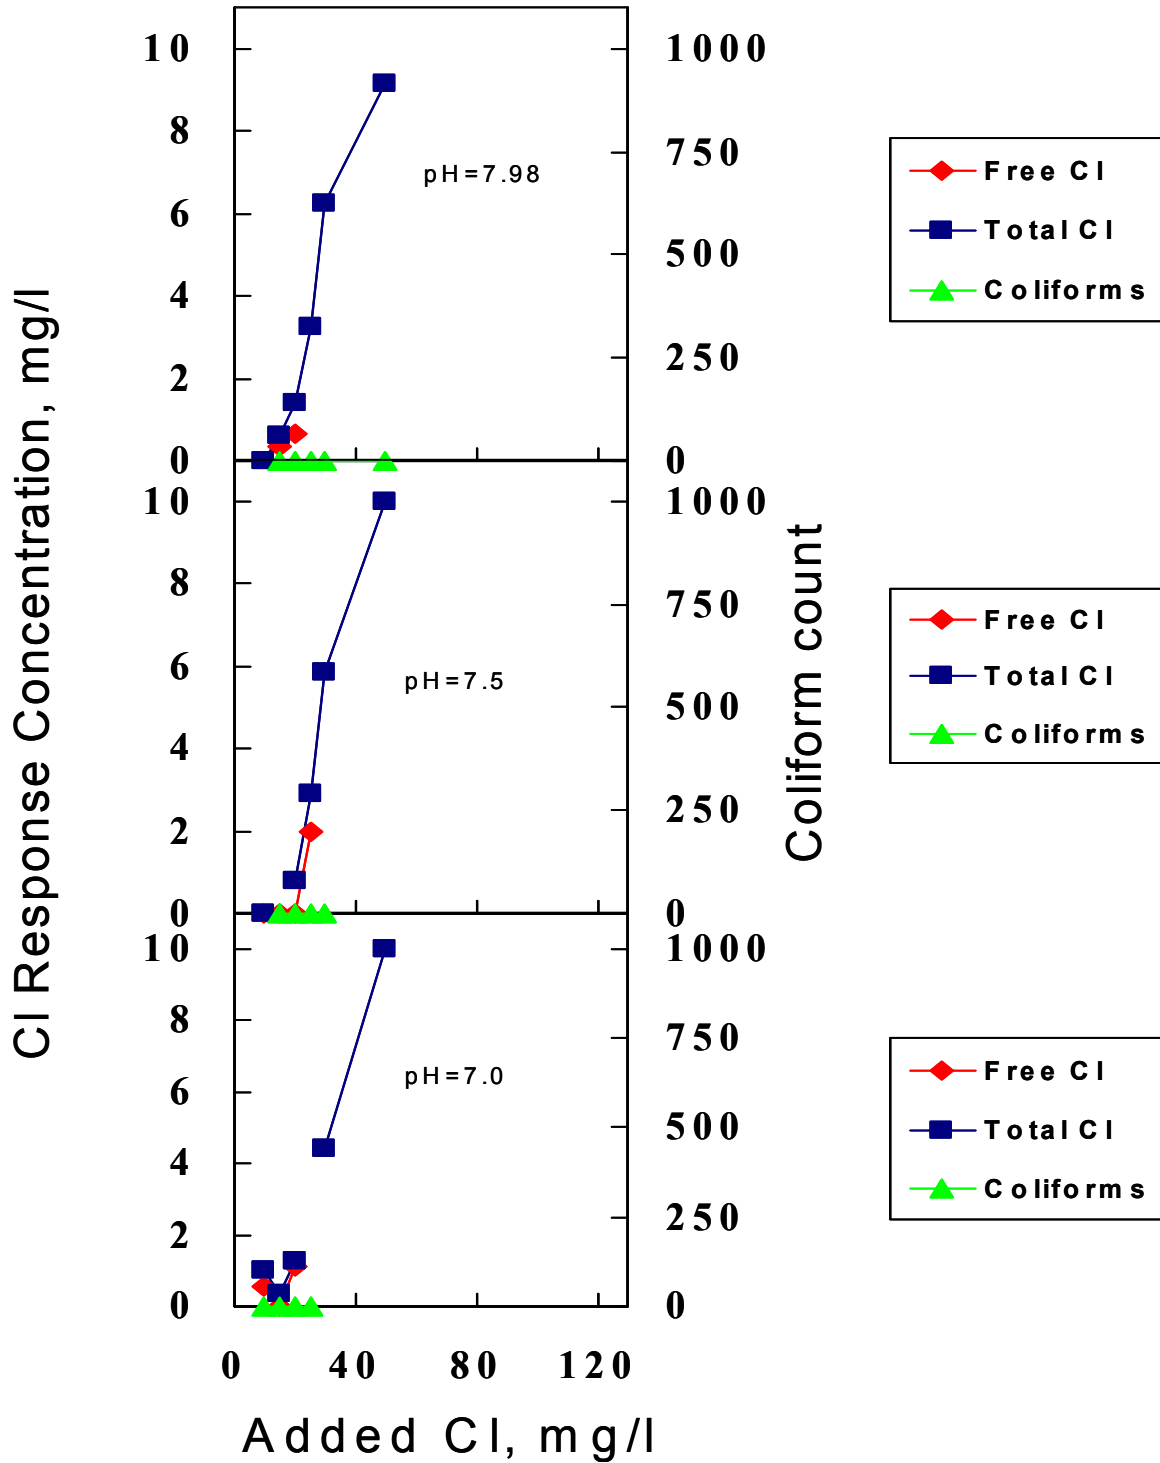 Cl Response Concentration, mg/l
10
8
6
4
2
0
pH=7.98
1000
750
500
250
0
Free Cl
Total Cl
Coliforms
10
8
6
4
2
0
pH=7.5
1000
750
500
250
0
Coliform count
Free Cl
Total Cl
Coliforms
10
8
6
4
2
0
pH=7.0
1000
750
500
250
0
Free Cl
Total Cl
Coliforms
0 40 80 120
Added Cl, mg/l